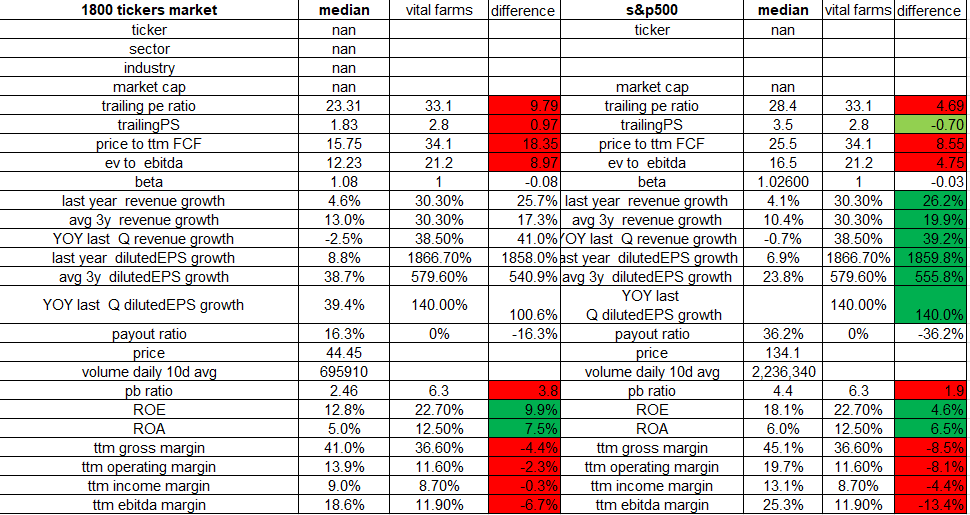 1800 tickers market median vital farms difference s&p500 median vital farms difference
ticker nan ticker nan
sector nan
industry nan
market cap nan market cap nan
trailing pe ratio 23.31 33.1 9.79 trailing pe ratio 28.4 33.1 4.69
trailingPS 1.83 2.8 0.97 trailingPS 3.5 2.8 -0.70
price to ttm FCF 15.75 34.1 18.35 price to ttm FCF 25.5 34.1 8.55
ev to ebitda 12.23 21.2 8.97 ev to ebitda 16.5 21.2 4.75
beta 1.08 1 -0.08 beta 1.02600 1 -0.03
last year revenue growth 4.6% 30.30% 25.7% last year revenue growth 4.1% 30.30% 26.2%
avg 3y revenue growth 13.0% 30.30% 17.3% avg 3y revenue growth 10.4% 30.30% 19.9%
YOY last Q revenue growth -2.5% 38.50% 41.0% YOY last Q revenue growth -0.7% 38.50% 39.2%
last year dilutedEPS growth 8.8% 1866.70% 1858.0% ast year dilutedEPS growth 6.9% 1866.70% 1859.8%
avg 3y dilutedEPS growth 38.7% 579.60% 540.9% avg 3y dilutedEPS growth 23.8% 579.60% 555.8%
YOY last
YOY last Q dilutedEPS growth 39.4% 140.00% 140.00%
100.6% Q dilutedEPS growth 140.0%
payout ratio 16.3% 0% -16.3% payout ratio 36.2% 0% -36.2%
price 44.45 price 134.1
volume daily 10d avg 695910 volume daily 10d avg 2,236,340
pb ratio 2.46 6.3 3.8 pb ratio 4.4 6.3 1.9
ROE 12.8% 22.70% 9.9% ROE 18.1% 22.70% 4.6%
ROA 5.0% 12.50% 7.5% ROA 6.0% 12.50% 6.5%
ttm gross margin 41.0% 36.60% -4.4% ttm gross margin 45.1% 36.60% -8.5%
ttm operating margin 13.9% 11.60% -2.3% ttm operating margin 19.7% 11.60% -8.1%
ttm income margin 9.0% 8.70% -0.3% ttm income margin 13.1% 8.70% -4.4%
ttm ebitda margin 18.6% 11.90% -6.7% ttm ebitda margin 25.3% 11.90% -13.4%